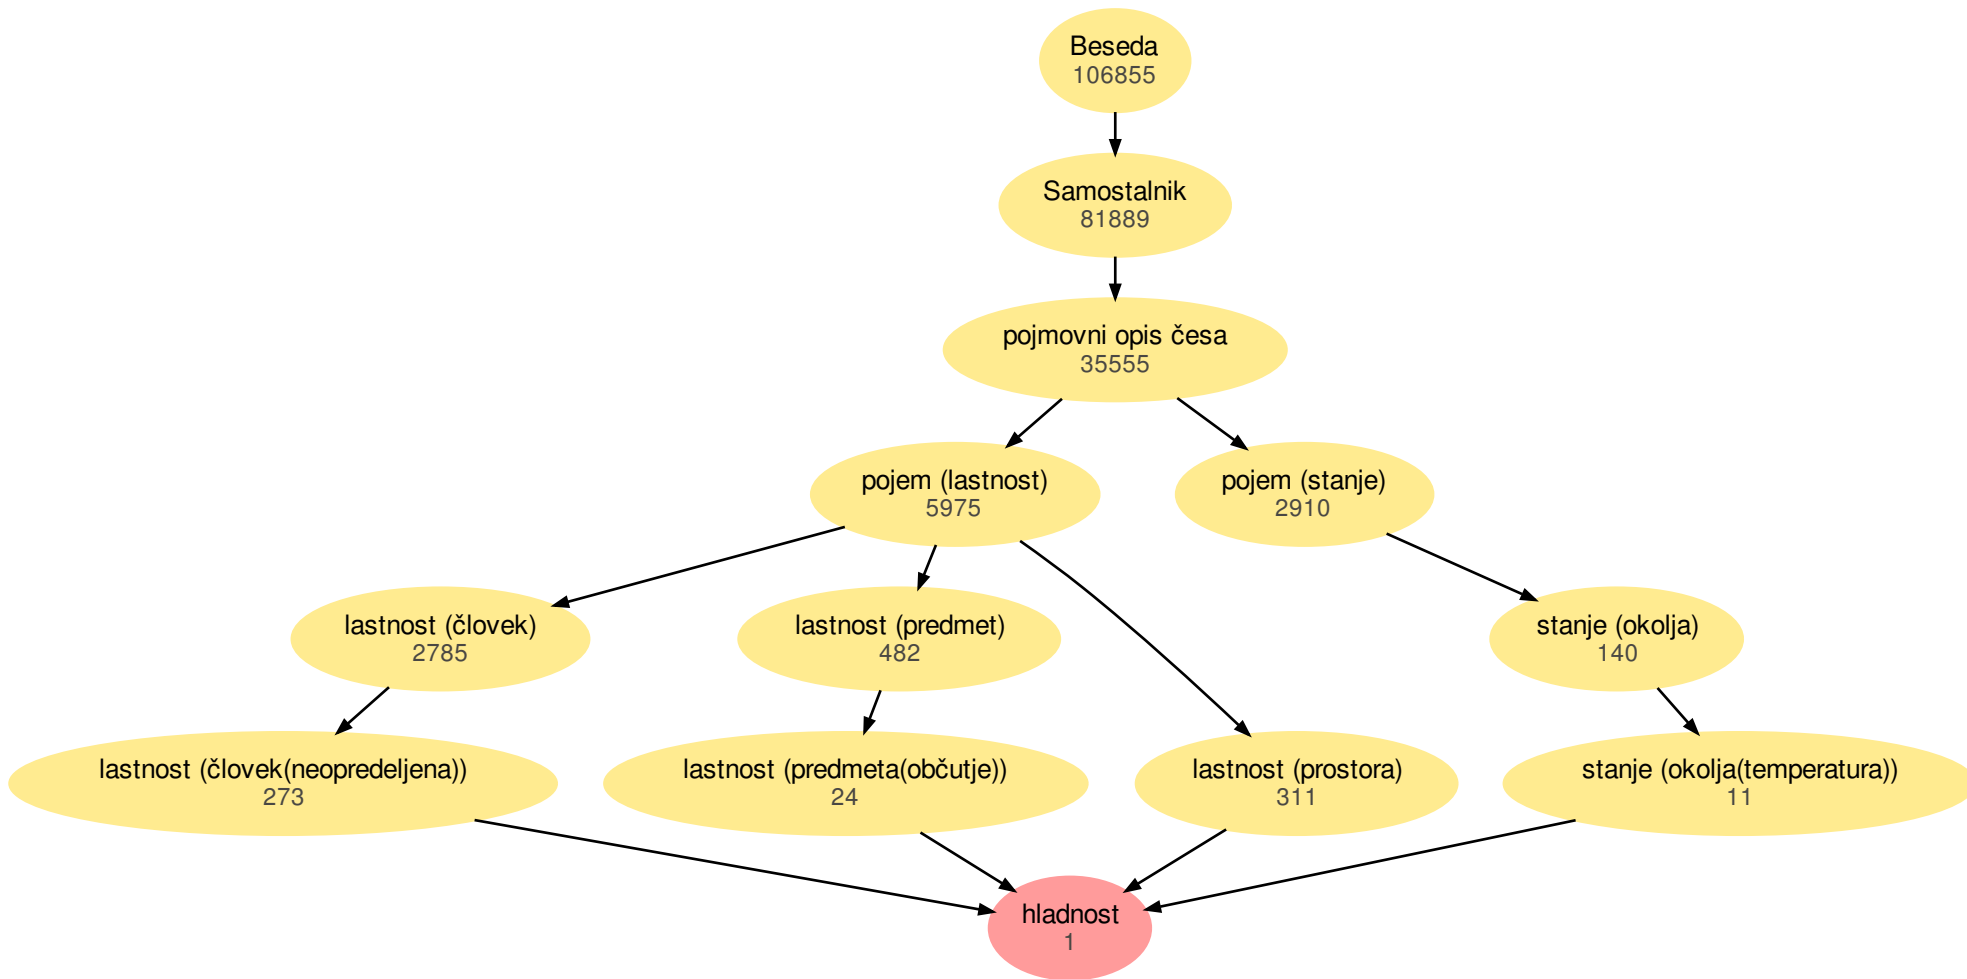 Beseda
106855
Samostalnik
81889
pojmovni opis česa
35555
pojem (lastnost)
5975
pojem (stanje)
2910
lastnost (človek)
2785
lastnost (predmet)
482
stanje (okolja)
140
lastnost (človek(neopredeljena))
273
lastnost (predmeta(občutje))
24
lastnost (prostora)
311
stanje (okolja(temperatura))
11
hladnost
1